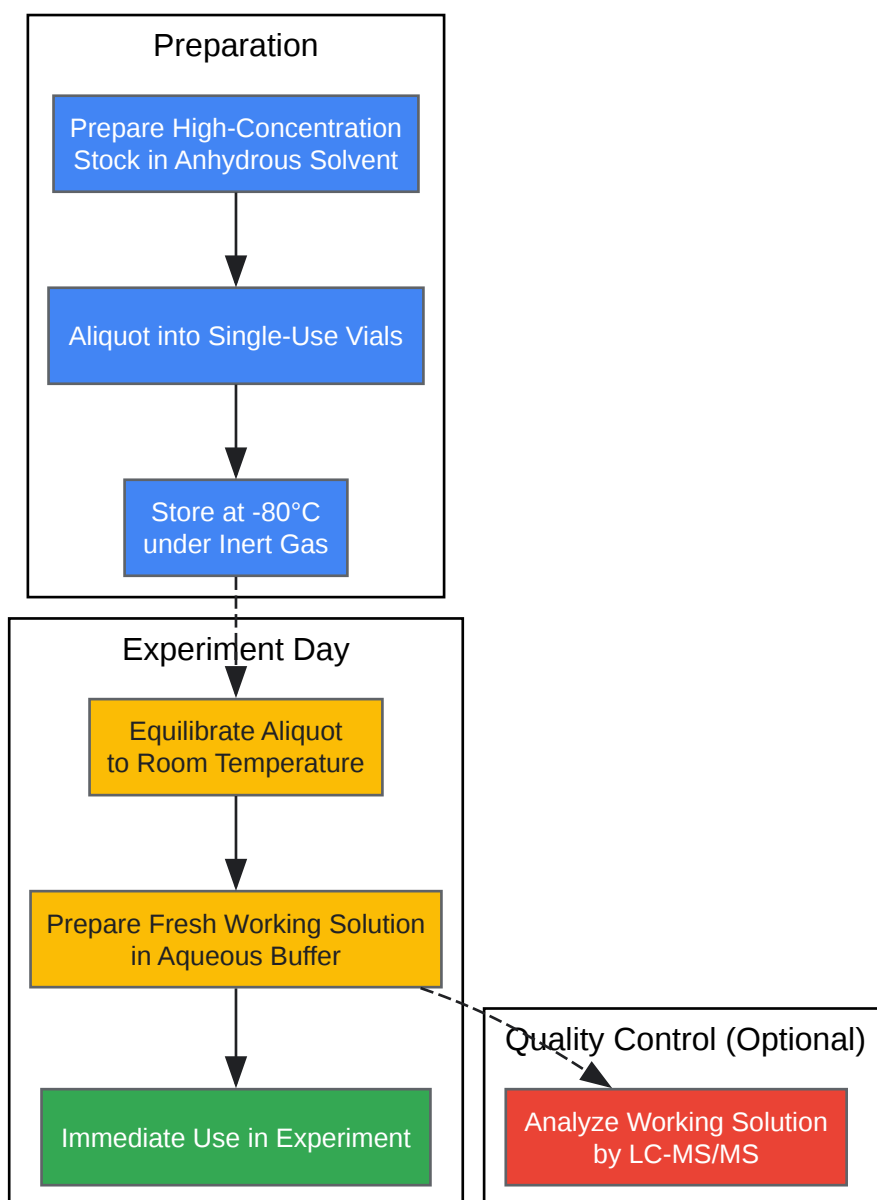 Preparation
Prepare High-Concentration
Stock in Anhydrous Solvent
Aliquot into Single-Use Vials
Store at -80°C
under Inert Gas
Experiment Day
Equilibrate Aliquot
to Room Temperature
Prepare Fresh Working Solution
in Aqueous Buffer
Immediate Use in Experiment
Quality Control (Optional)
Analyze Working Solution
by LC-MS/MS